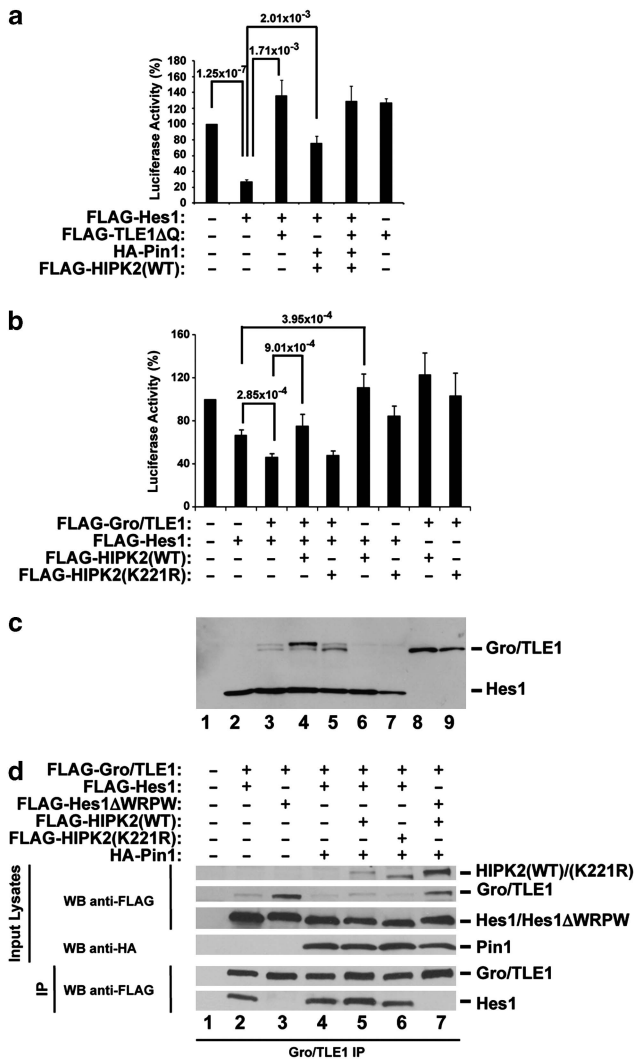 a
2.01x10-3
1.71x10-3
1.25x10-7
Luciferase Activity (%)
180
160
140
120
100
80
60
40
20
0
FLAG-Hes1: – + + + + –
FLAG-TLE1ΔQ: – – + – + +
HA-Pin1: – – – + + –
FLAG-HIPK2(WT): – – – + + –
b
3.95x10-4
9.01x10-4
2.85x10-4
Luciferase Activity (%)
160
120
80
40
0
FLAG-Gro/TLE1: – – + + + – – + +
FLAG-Hes1: – + + + + + + – –
FLAG-HIPK2(WT): – – – + – + – + –
FLAG-HIPK2(K221R): – – – – + – + – +
c
Gro/TLE1
Hes1
1 2 3 4 5 6 7 8 9
d
FLAG-Gro/TLE1: – + + + + + +
FLAG-Hes1: – + – + + + –
FLAG-Hes1ΔWRPW: – – + – – – +
FLAG-HIPK2(WT): – – – – + – +
FLAG-HIPK2(K221R): – – – – – + –
HA-Pin1: – – – + + + +
Input Lysates
WB anti-FLAG
HIPK2(WT)/(K221R)
Gro/TLE1
Hes1/Hes1ΔWRPW
WB anti-HA
Pin1
IP
WB anti-FLAG
Gro/TLE1
Hes1
1 2 3 4 5 6 7
Gro/TLE1 IP